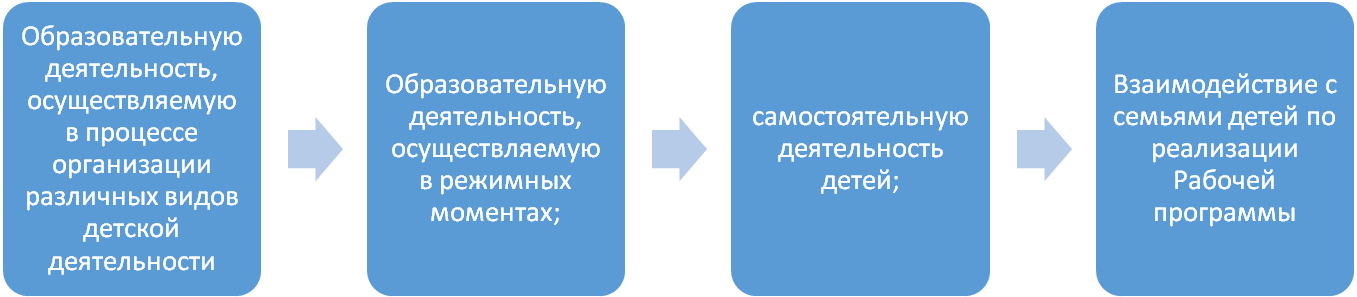 Образовательную
деятельность,
осуществляемую
в процессе
организации
различных видов
детской
деятельности
Образовательную
деятельность,
осуществляемую
в режимных
моментах;
самостоятельную
деятельность
детей;
Взаимодействие с
семьями детей по
реализации
Рабочей
программы